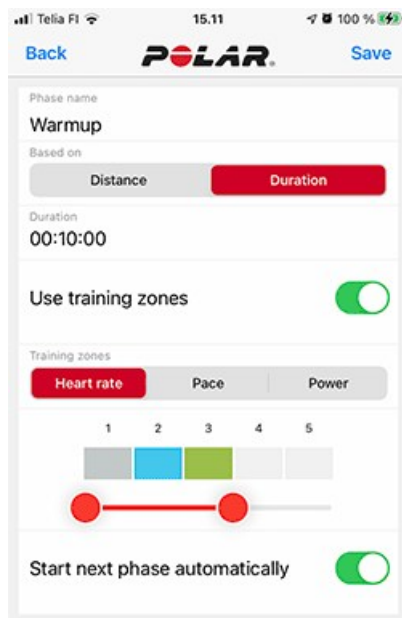 Telia FI 15.11 100 %
Back POLAR. Save
Phase name
Warmup
Based on
Distance Duration
Duration
00:10:00
Use training zones
Training zones
Heart rate Pace Power
1 2 3 4 5
Start next phase automatically